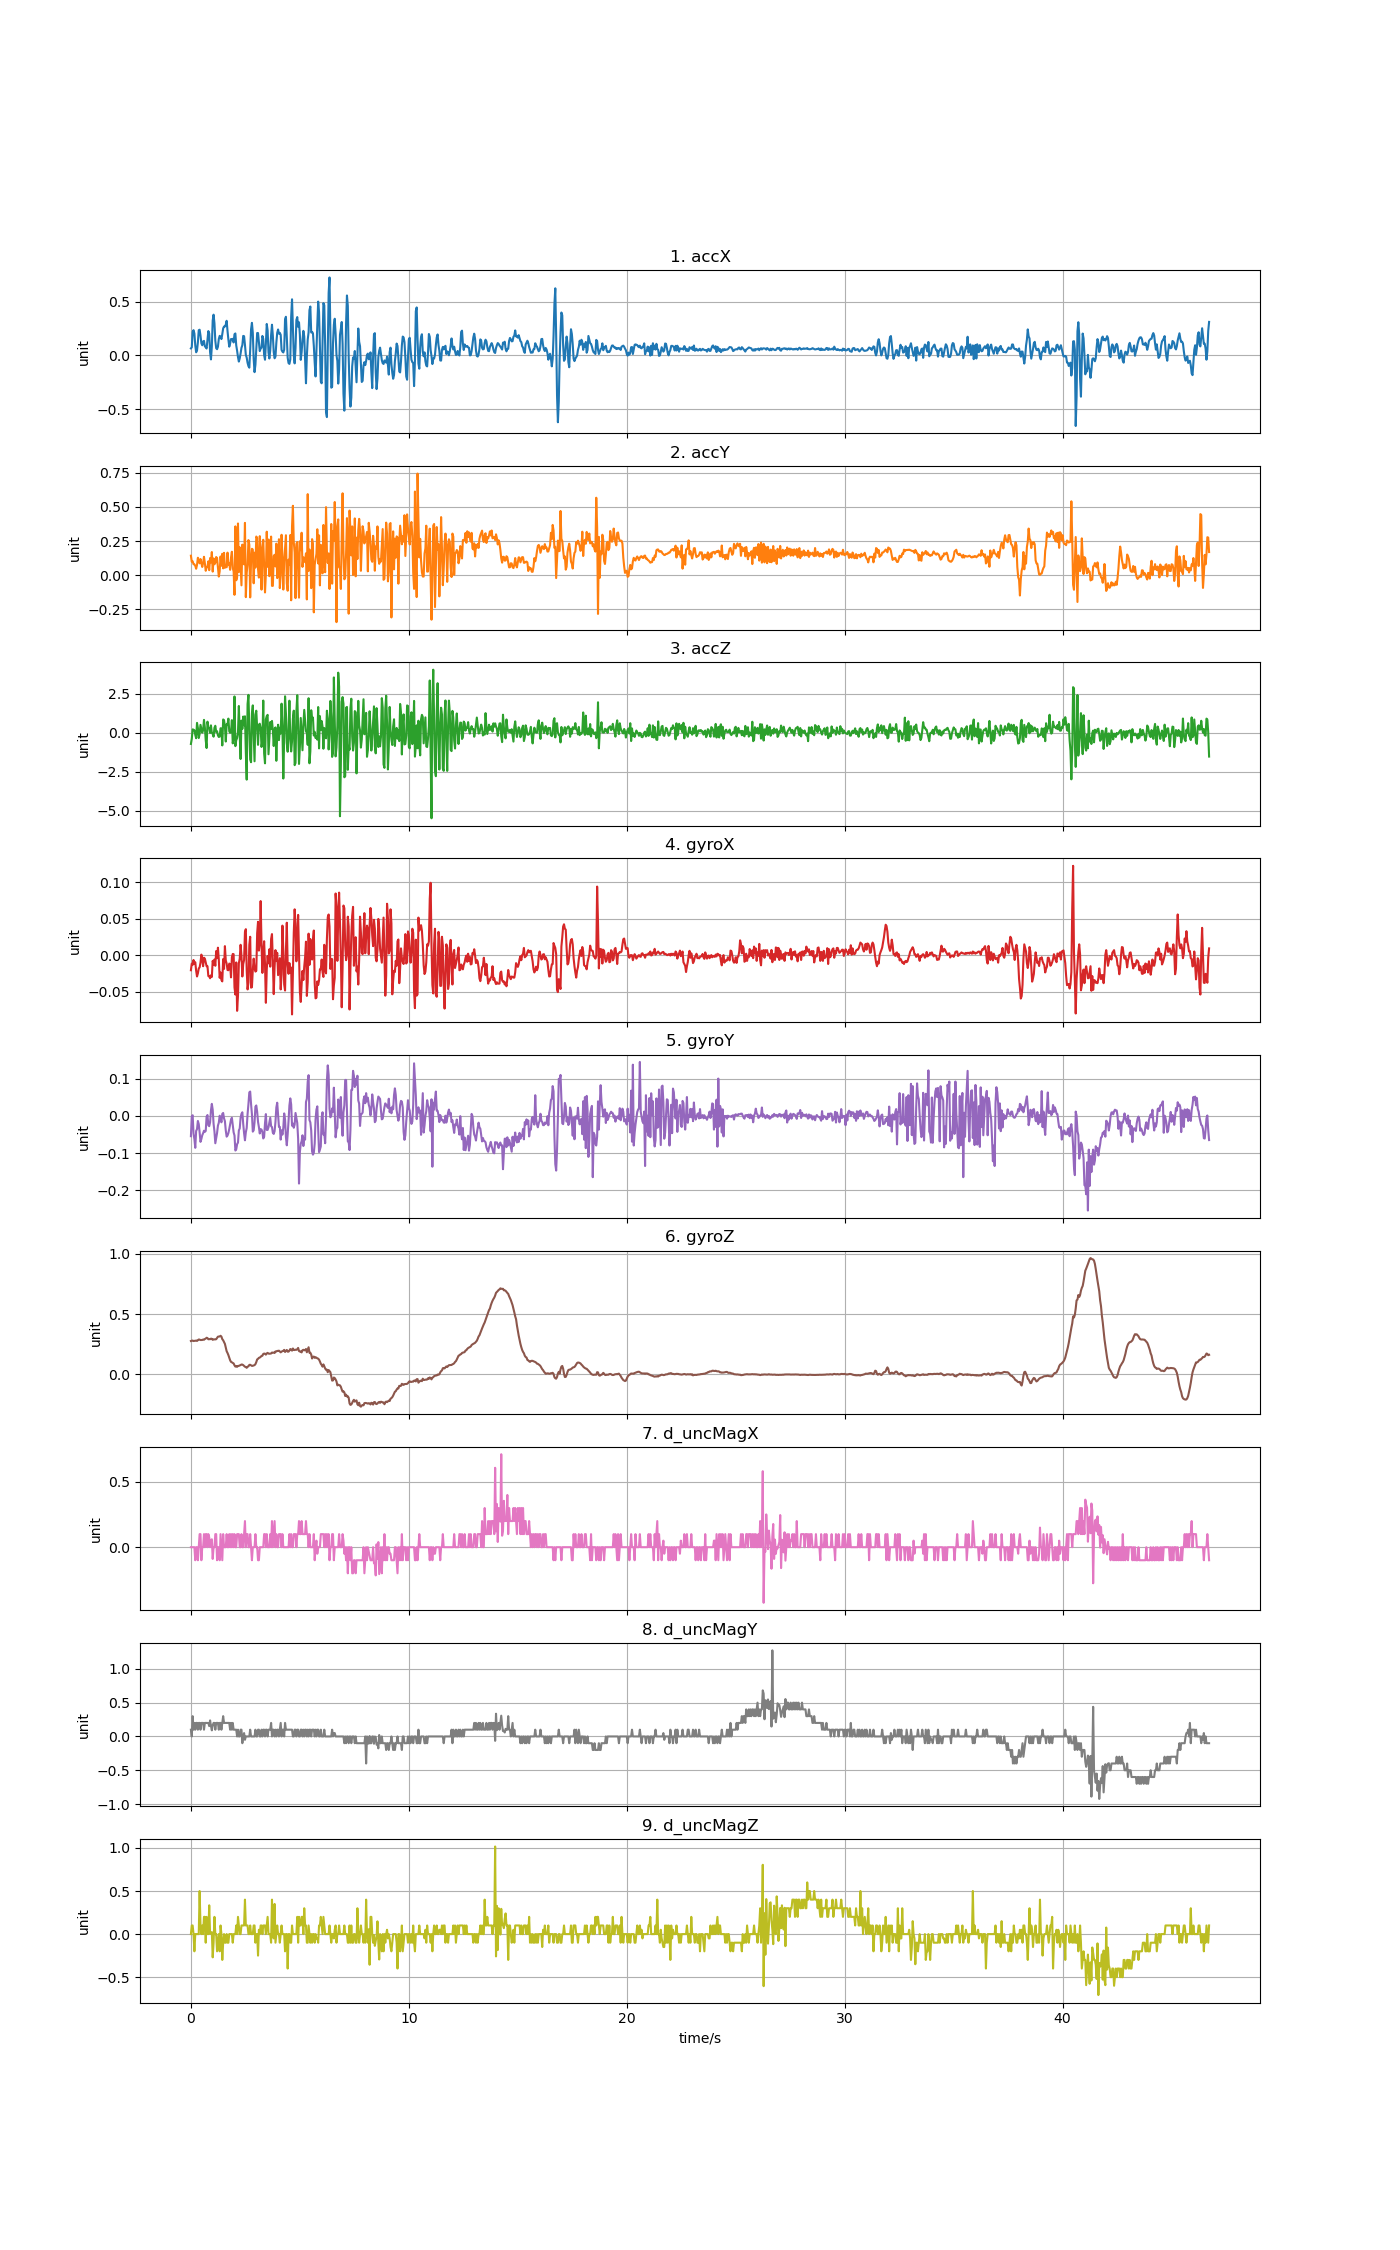 1. accX
0.5
0.0
−0.5
unit
2. accY
0.75
0.50
0.25
0.00
−0.25
unit
3. accZ
2.5
0.0
−2.5
−5.0
unit
4. gyroX
0.10
0.05
0.00
−0.05
unit
5. gyroY
0.1
0.0
−0.1
−0.2
unit
6. gyroZ
1.0
0.5
0.0
unit
7. d_uncMagX
0.5
0.0
unit
8. d_uncMagY
1.0
0.5
0.0
−0.5
−1.0
unit
9. d_uncMagZ
1.0
0.5
0.0
−0.5
unit
0 10 20 30 40
time/s